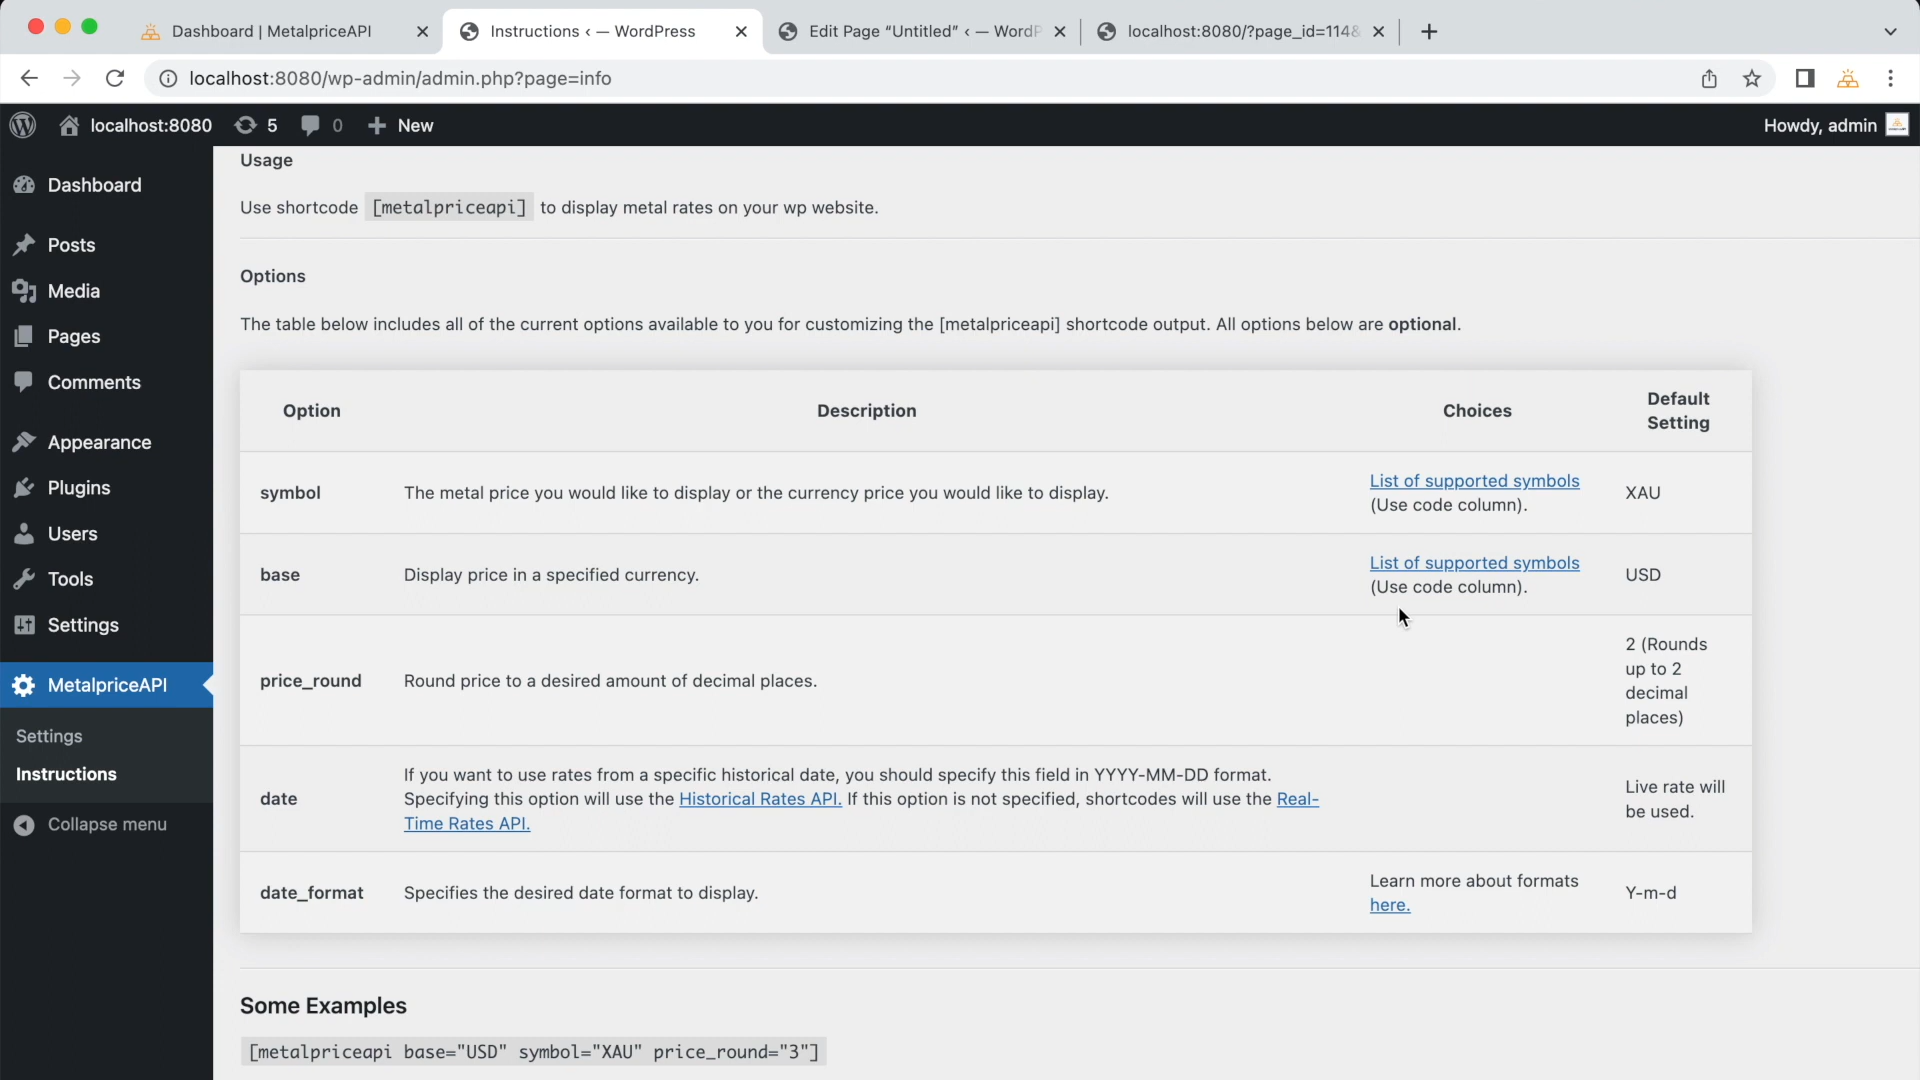 Dashboard | MetalpriceAPI
Instructions ‹ — WordPress
Edit Page “Untitled” ‹ — WordP
localhost:8080/?page_id=114&
localhost:8080/wp-admin/admin.php?page=info
localhost:8080
5
0
New
Howdy, admin
Dashboard
Posts
Media
Pages
Comments
Appearance
Plugins
Users
Tools
Settings
MetalpriceAPI
Settings
Instructions
Collapse menu
Usage
Use shortcode [metalpriceapi] to display metal rates on your wp website.
Options
The table below includes all of the current options available to you for customizing the [metalpriceapi] shortcode output. All options below are optional.
Option
Description
Choices
Default
Setting
symbol
The metal price you would like to display or the currency price you would like to display.
List of supported symbols
(Use code column).
XAU
base
Display price in a specified currency.
List of supported symbols
(Use code column).
USD
price_round
Round price to a desired amount of decimal places.
2 (Rounds
up to 2
decimal
places)
date
If you want to use rates from a specific historical date, you should specify this field in YYYY-MM-DD format.
Specifying this option will use the Historical Rates API. If this option is not specified, shortcodes will use the Real-
Time Rates API.
Live rate will
be used.
date_format
Specifies the desired date format to display.
Learn more about formats
here.
Y-m-d
Some Examples
[metalpriceapi base="USD" symbol="XAU" price_round="3"]